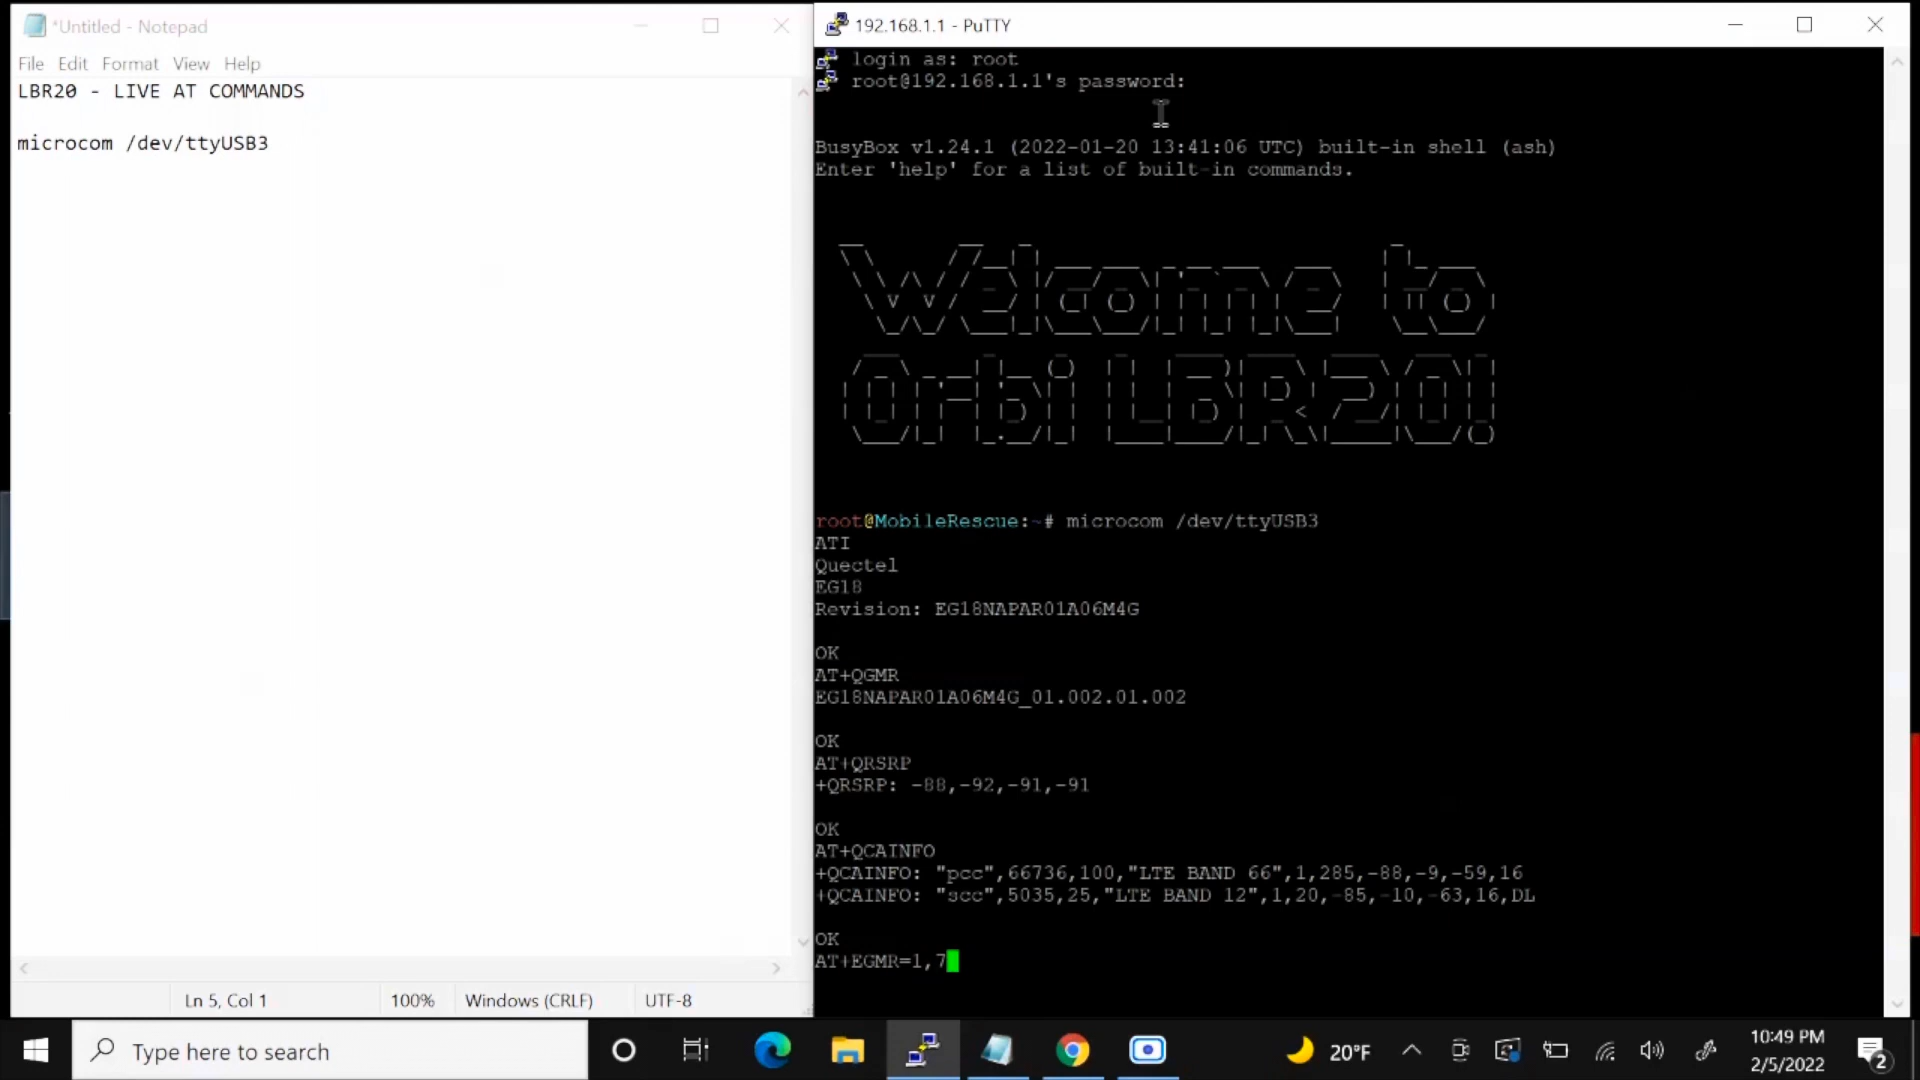 *Untitled - Notepad
File Edit Format View Help
LBR20 - LIVE AT COMMANDS
microcom /dev/ttyUSB3
Ln 5, Col 1
100%
Windows (CRLF)
UTF-8
192.168.1.1 - PuTTY
login as: root
root@192.168.1.1's password:
BusyBox v1.24.1 (2022-01-20 13:41:06 UTC) built-in shell (ash)
Enter 'help' for a list of built-in commands.
Welcome to
Orbi LBR20!
root@MobileRescue:~# microcom /dev/ttyUSB3
ATI
Quectel
EG18
Revision: EG18NAPAR01A06M4G
OK
AT+QGMR
EG18NAPAR01A06M4G_01.002.01.002
OK
AT+QRSRP
+QRSRP: -88,-92,-91,-91
OK
AT+QCAINFO
+QCAINFO: "pcc",66736,100,"LTE BAND 66",1,285,-88,-9,-59,16
+QCAINFO: "scc",5035,25,"LTE BAND 12",1,20,-85,-10,-63,16,DL
OK
AT+EGMR=1,7
Type here to search
20°F
10:49 PM
2/5/2022
2